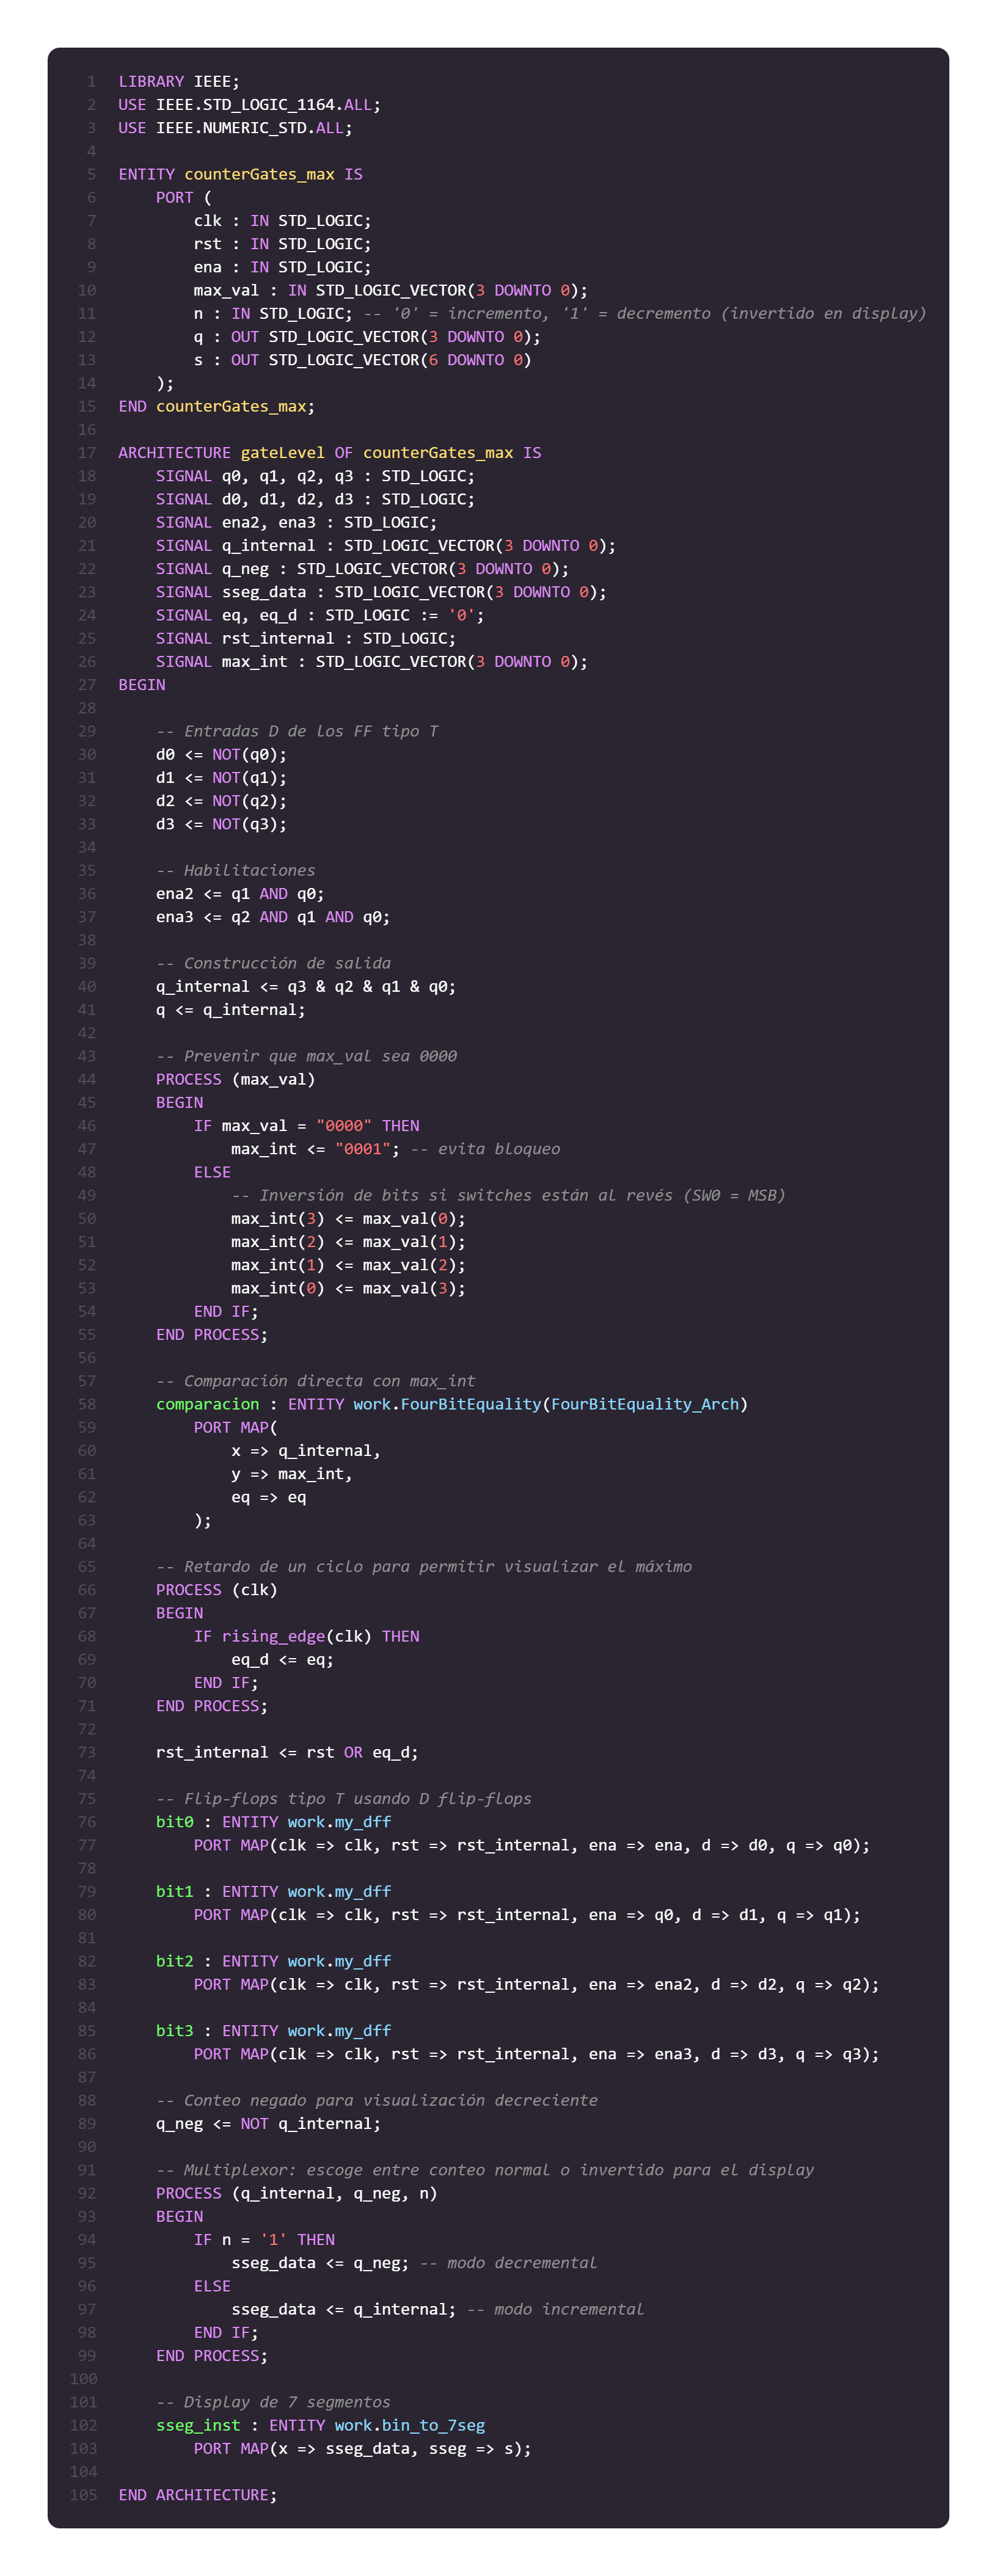 1 LIBRARY IEEE;
2 USE IEEE.STD_LOGIC_1164.ALL;
3 USE IEEE.NUMERIC_STD.ALL;
4
5 ENTITY counterGates_max IS
6     PORT (
7         clk : IN STD_LOGIC;
8         rst : IN STD_LOGIC;
9         ena : IN STD_LOGIC;
10         max_val : IN STD_LOGIC_VECTOR(3 DOWNTO 0);
11         n : IN STD_LOGIC; -- '0' = incremento, '1' = decremento (invertido en display)
12         q : OUT STD_LOGIC_VECTOR(3 DOWNTO 0);
13         s : OUT STD_LOGIC_VECTOR(6 DOWNTO 0)
14     );
15 END counterGates_max;
16
17 ARCHITECTURE gateLevel OF counterGates_max IS
18     SIGNAL q0, q1, q2, q3 : STD_LOGIC;
19     SIGNAL d0, d1, d2, d3 : STD_LOGIC;
20     SIGNAL ena2, ena3 : STD_LOGIC;
21     SIGNAL q_internal : STD_LOGIC_VECTOR(3 DOWNTO 0);
22     SIGNAL q_neg : STD_LOGIC_VECTOR(3 DOWNTO 0);
23     SIGNAL sseg_data : STD_LOGIC_VECTOR(3 DOWNTO 0);
24     SIGNAL eq, eq_d : STD_LOGIC := '0';
25     SIGNAL rst_internal : STD_LOGIC;
26     SIGNAL max_int : STD_LOGIC_VECTOR(3 DOWNTO 0);
27 BEGIN
28
29     -- Entradas D de los FF tipo T
30     d0 <= NOT(q0);
31     d1 <= NOT(q1);
32     d2 <= NOT(q2);
33     d3 <= NOT(q3);
34
35     -- Habilitaciones
36     ena2 <= q1 AND q0;
37     ena3 <= q2 AND q1 AND q0;
38
39     -- Construcción de salida
40     q_internal <= q3 & q2 & q1 & q0;
41     q <= q_internal;
42
43     -- Prevenir que max_val sea 0000
44     PROCESS (max_val)
45     BEGIN
46         IF max_val = "0000" THEN
47             max_int <= "0001"; -- evita bloqueo
48         ELSE
49             -- Inversión de bits si switches están al revés (SW0 = MSB)
50             max_int(3) <= max_val(0);
51             max_int(2) <= max_val(1);
52             max_int(1) <= max_val(2);
53             max_int(0) <= max_val(3);
54         END IF;
55     END PROCESS;
56
57     -- Comparación directa con max_int
58     comparacion : ENTITY work.FourBitEquality(FourBitEquality_Arch)
59         PORT MAP(
60             x => q_internal,
61             y => max_int,
62             eq => eq
63         );
64
65     -- Retardo de un ciclo para permitir visualizar el máximo
66     PROCESS (clk)
67     BEGIN
68         IF rising_edge(clk) THEN
69             eq_d <= eq;
70         END IF;
71     END PROCESS;
72
73     rst_internal <= rst OR eq_d;
74
75     -- Flip-flops tipo T usando D flip-flops
76     bit0 : ENTITY work.my_dff
77         PORT MAP(clk => clk, rst => rst_internal, ena => ena, d => d0, q => q0);
78
79     bit1 : ENTITY work.my_dff
80         PORT MAP(clk => clk, rst => rst_internal, ena => q0, d => d1, q => q1);
81
82     bit2 : ENTITY work.my_dff
83         PORT MAP(clk => clk, rst => rst_internal, ena => ena2, d => d2, q => q2);
84
85     bit3 : ENTITY work.my_dff
86         PORT MAP(clk => clk, rst => rst_internal, ena => ena3, d => d3, q => q3);
87
88     -- Conteo negado para visualización decreciente
89     q_neg <= NOT q_internal;
90
91     -- Multiplexor: escoge entre conteo normal o invertido para el display
92     PROCESS (q_internal, q_neg, n)
93     BEGIN
94         IF n = '1' THEN
95             sseg_data <= q_neg; -- modo decremental
96         ELSE
97             sseg_data <= q_internal; -- modo incremental
98         END IF;
99     END PROCESS;
100
101     -- Display de 7 segmentos
102     sseg_inst : ENTITY work.bin_to_7seg
103         PORT MAP(x => sseg_data, sseg => s);
104
105 END ARCHITECTURE;